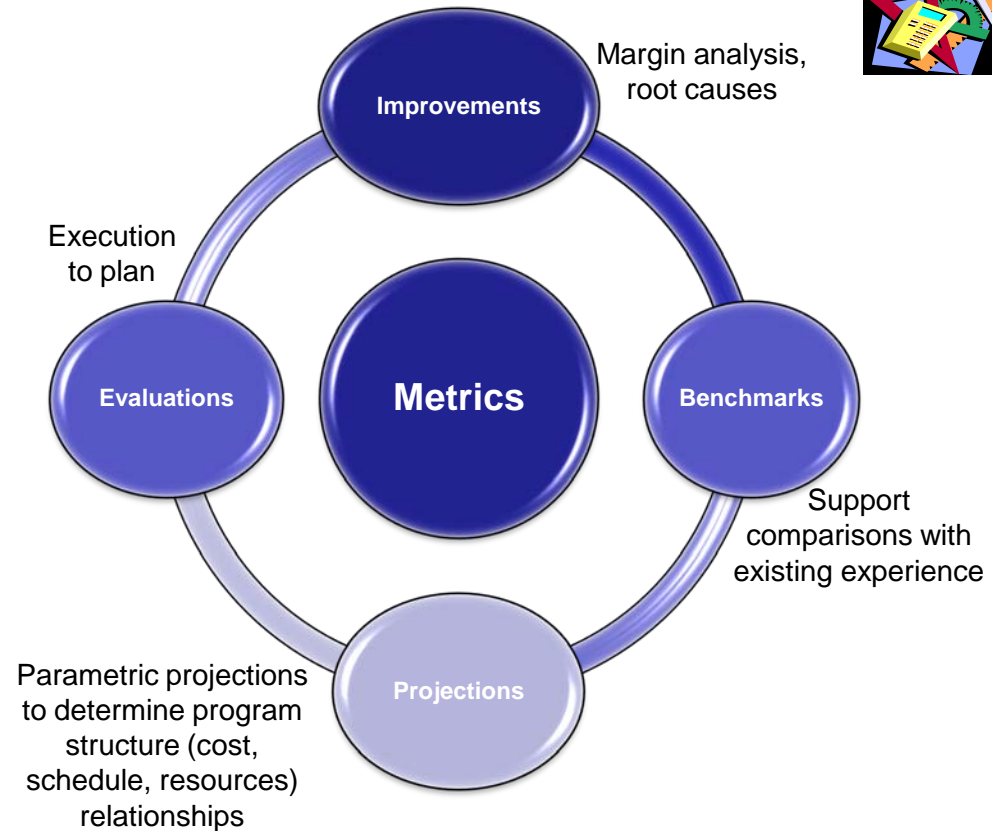 Margin analysis,
root causes
Improvements
Execution
to plan
Evaluations
Metrics
Benchmarks
Support
comparisons with
existing experience
Projections
Parametric projections
to determine program
structure (cost,
schedule, resources)
relationships